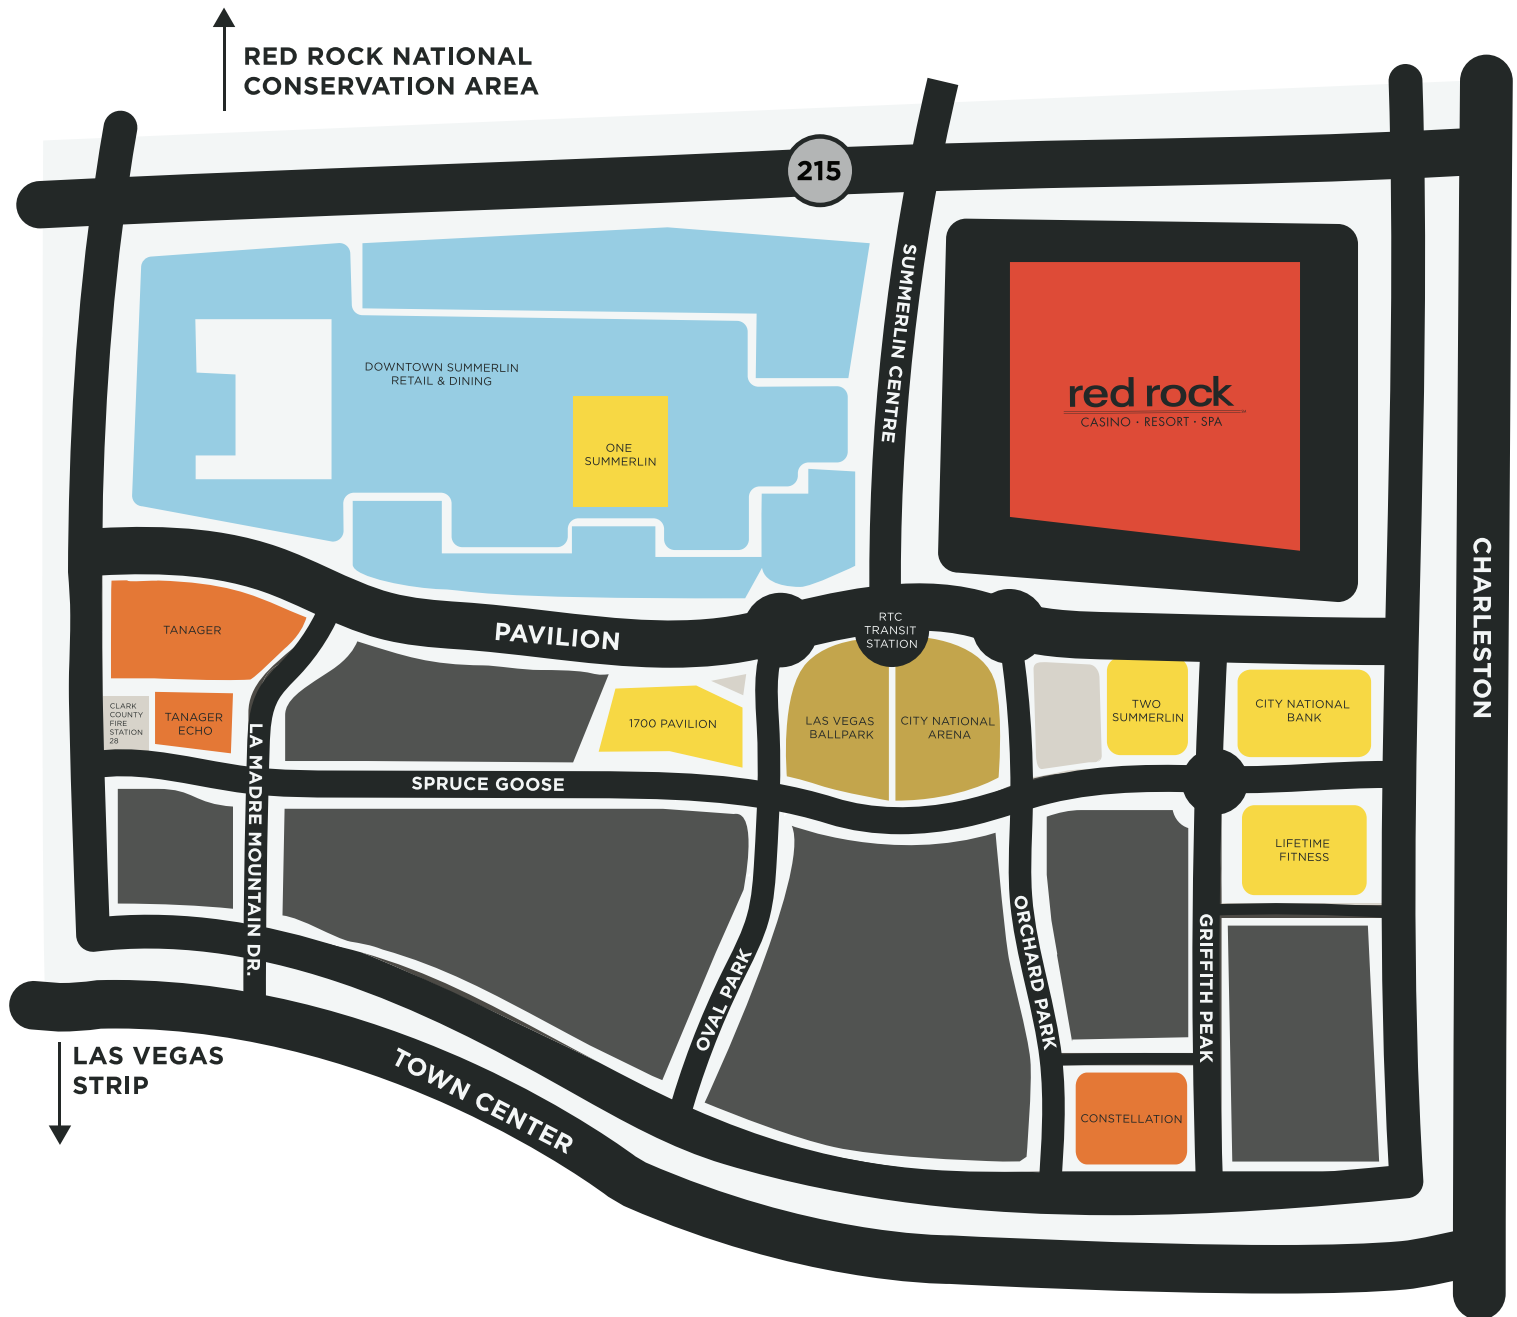 RED ROCK NATIONAL
CONSERVATION AREA
215
SUMMERLIN CENTRE
DOWNTOWN SUMMERLIN
RETAIL & DINING
ONE
SUMMERLIN
red rock
CASINO · RESORT · SPA
CHARLESTON
PAVILION
RTC
TRANSIT
STATION
TANAGER
CLARK
COUNTY
FIRE
STATION
28
TANAGER
ECHO
LA MADRE MOUNTAIN DR.
1700 PAVILION
LAS VEGAS
BALLPARK
CITY NATIONAL
ARENA
TWO
SUMMERLIN
CITY NATIONAL
BANK
SPRUCE GOOSE
LIFETIME
FITNESS
OVAL PARK
ORCHARD PARK
GRIFFITH PEAK
CONSTELLATION
LAS VEGAS
STRIP
TOWN CENTER